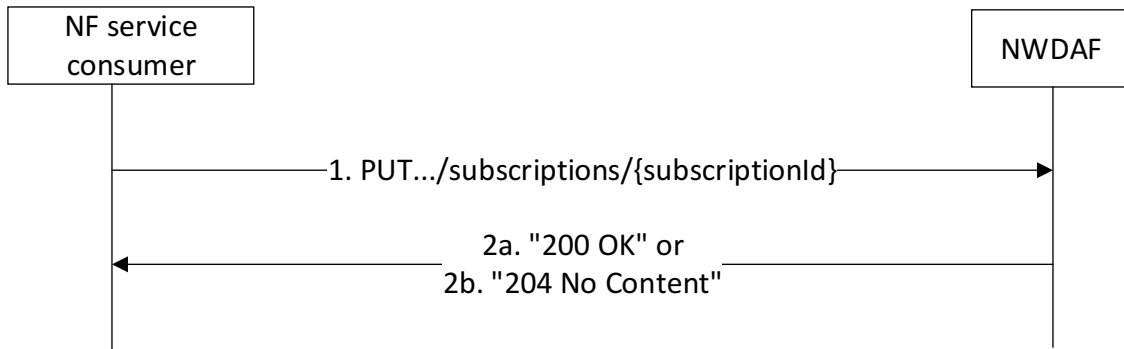 NF service
consumer
NWDAF
1. PUT.../subscriptions/{subscriptionId}
2a. "200 OK" or
2b. "204 No Content"